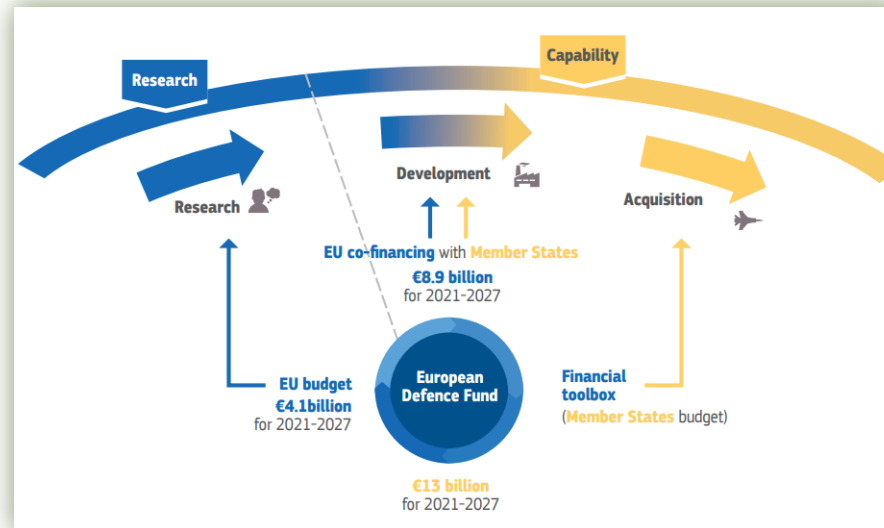 Research
Capability
Research
Development
Acquisition
EU co-financing with Member States
€8.9 billion
for 2021-2027
EU budget
€4.1billion
for 2021-2027
European
Defence Fund
Financial
toolbox
(Member States budget)
€13 billion
for 2021-2027